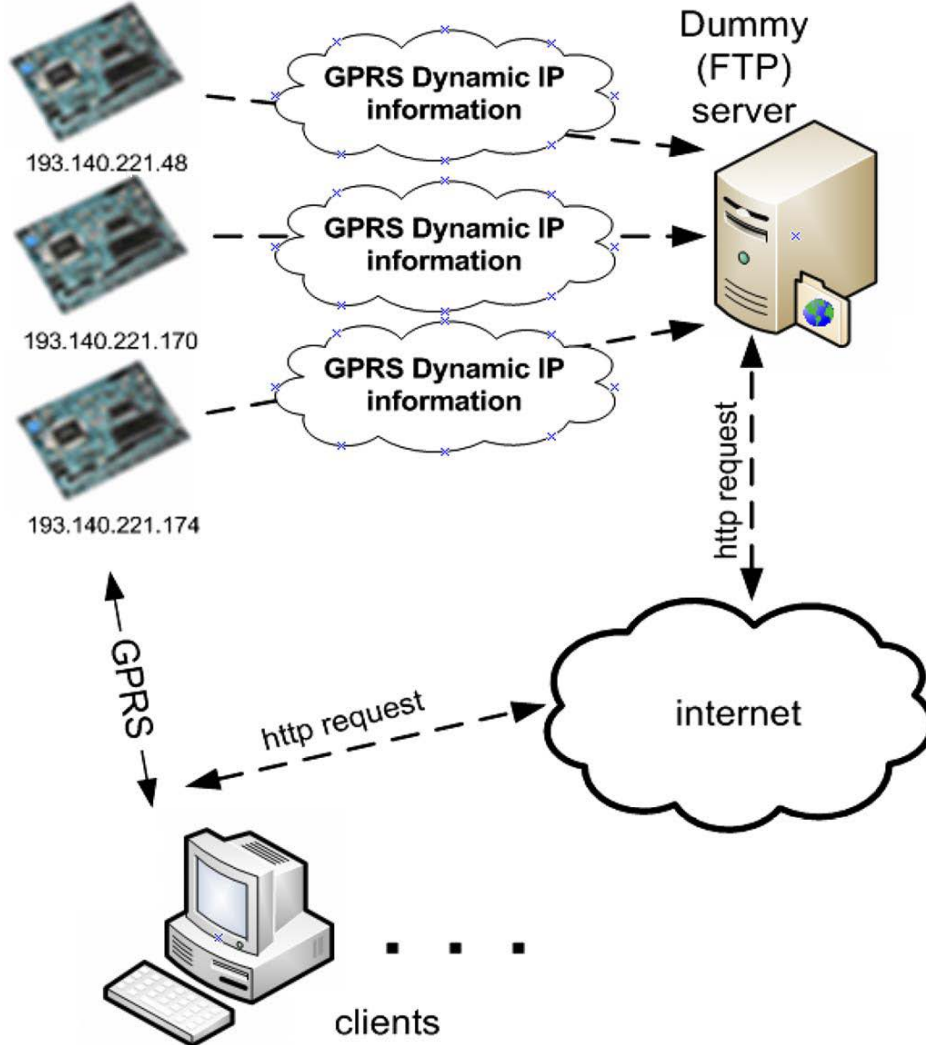 Dummy
(FTP)
server
GPRS Dynamic IP
information
193.140.221.48
GPRS Dynamic IP
information
193.140.221.170
GPRS Dynamic IP
information
193.140.221.174
http request
GPRS
http request
internet
clients